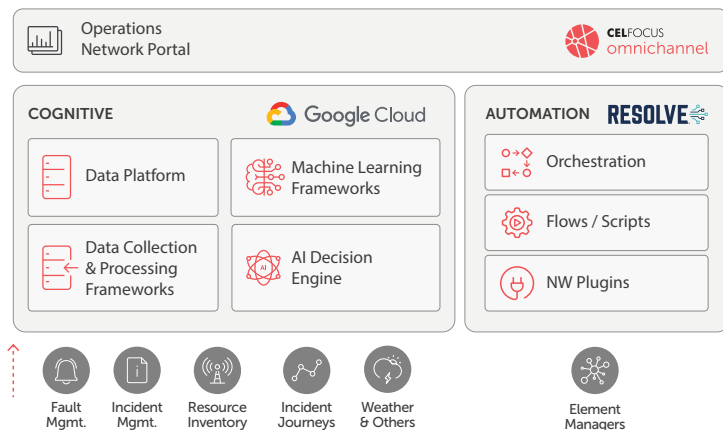 Operations
Network Portal
CELFOCUS
omnichannel
COGNITIVE
Google Cloud
Data Platform
Machine Learning
Frameworks
Data Collection
& Processing
Frameworks
AI
AI Decision
Engine
AUTOMATION
RESOLVE
Orchestration
Flows / Scripts
NW Plugins
i
Fault
Mgmt.
Incident
Mgmt.
Resource
Inventory
Incident
Journeys
Weather
& Others
Element
Managers